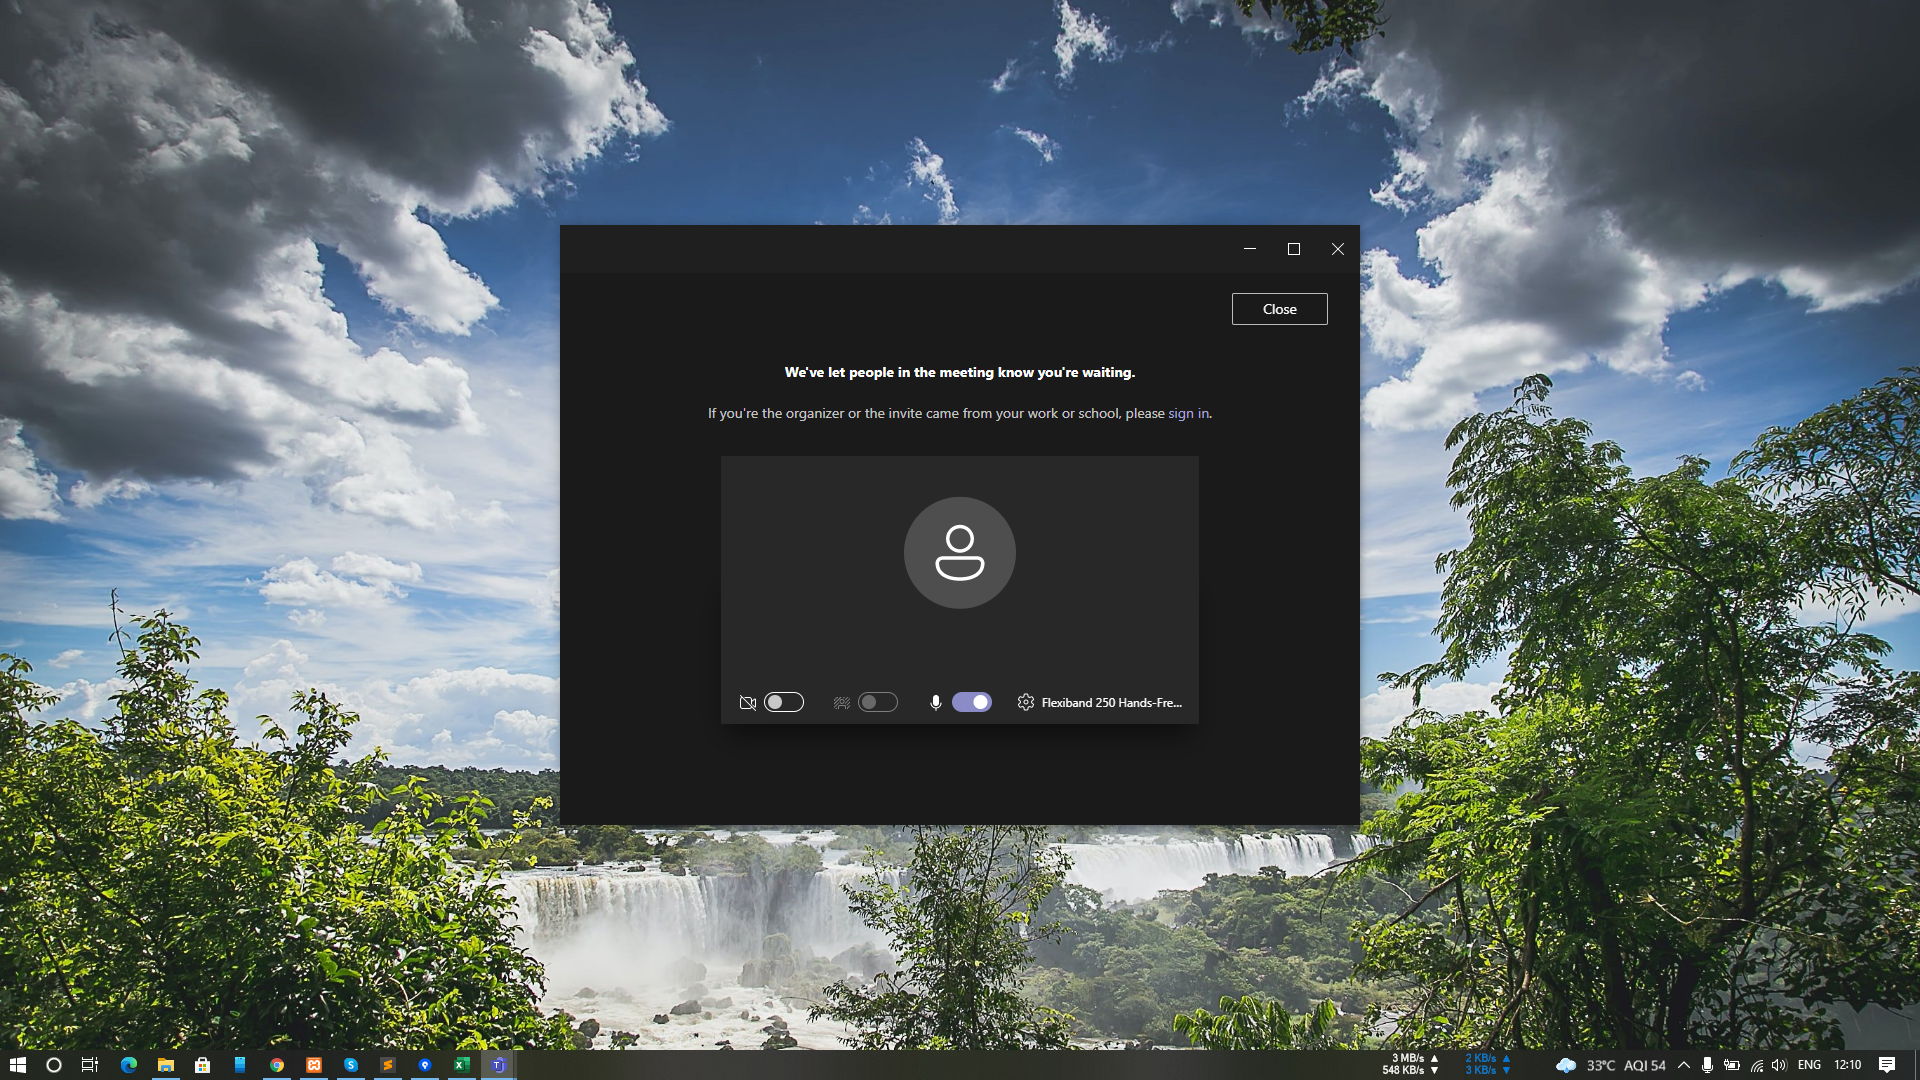 Close
We've let people in the meeting know you're waiting.
If you're the organizer or the invite came from your work or school, please sign in.
Flexiband 250 Hands-Fre...
3 MB/s ▲ 2 KB/s ▲
548 KB/s ▼ 3 KB/s ▼
33°C AQI 54 ENG 12:10